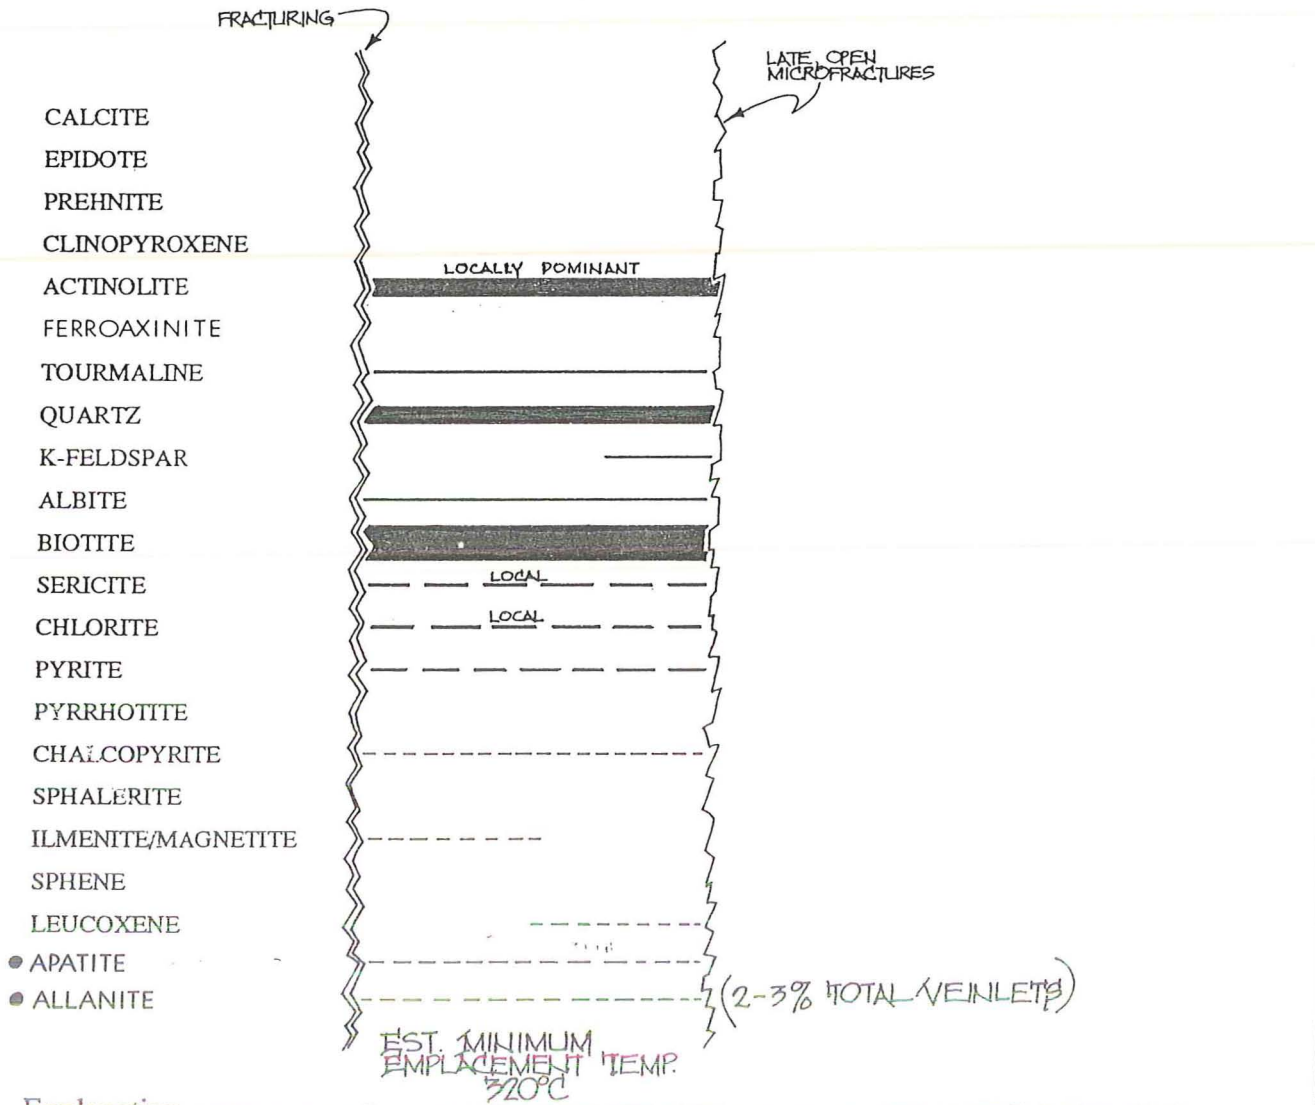 FRACTURING
LATE, OPEN
MICROFRACTURES
CALCITE
EPIDOTE
PREHNITE
CLINOPYROXENE
LOCALLY DOMINANT
ACTINOLITE
FERROAXINITE
TOURMALINE
QUARTZ
K-FELDSPAR
ALBITE
BIOTITE
LOCAL
SERICITE
LOCAL
CHLORITE
PYRITE
PYRRHOTITE
CHALCOPYRITE
SPHALERITE
ILMENITE/MAGNETITE
SPHENE
LEUCOXENE
APATITE
ALLANITE
(2-3% TOTAL VEINLETS)
EST. MINIMUM
EMPLACEMENT TEMP.
320°C